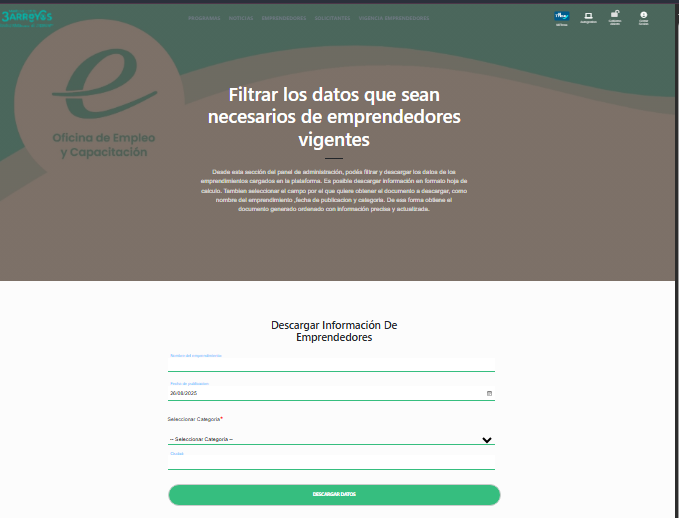 3ARROYOS
PROGRAMAS NOTICIAS EMPRENDEDORES SOLICITANTES VIGENCIA EMPRENDEDORES
Oficina de Empleo
y Capacitación
Filtrar los datos que sean
necesarios de emprendedores
vigentes
Desde este sección del panel de administración, podés filtrar y descargar los datos de los
emprendimientos cargados en la plataforma. Es posible descargar información en formato hoja de
calculo. Tambien seleccionar el campo por el que quiere obtener el documento a descargar, como
nombre del emprendimiento ,fecha de publicacion y categoria. De esa forma obtiene el
documento generado ordenado con información precisa y actualizada.
Descargar Información De
Emprendedores
Nombre del emprendimiento
Fecha de publicacion
26/08/2025
Seleccionar Categoría*
-- Seleccionar Categoría --
DESCARGAR DATOS